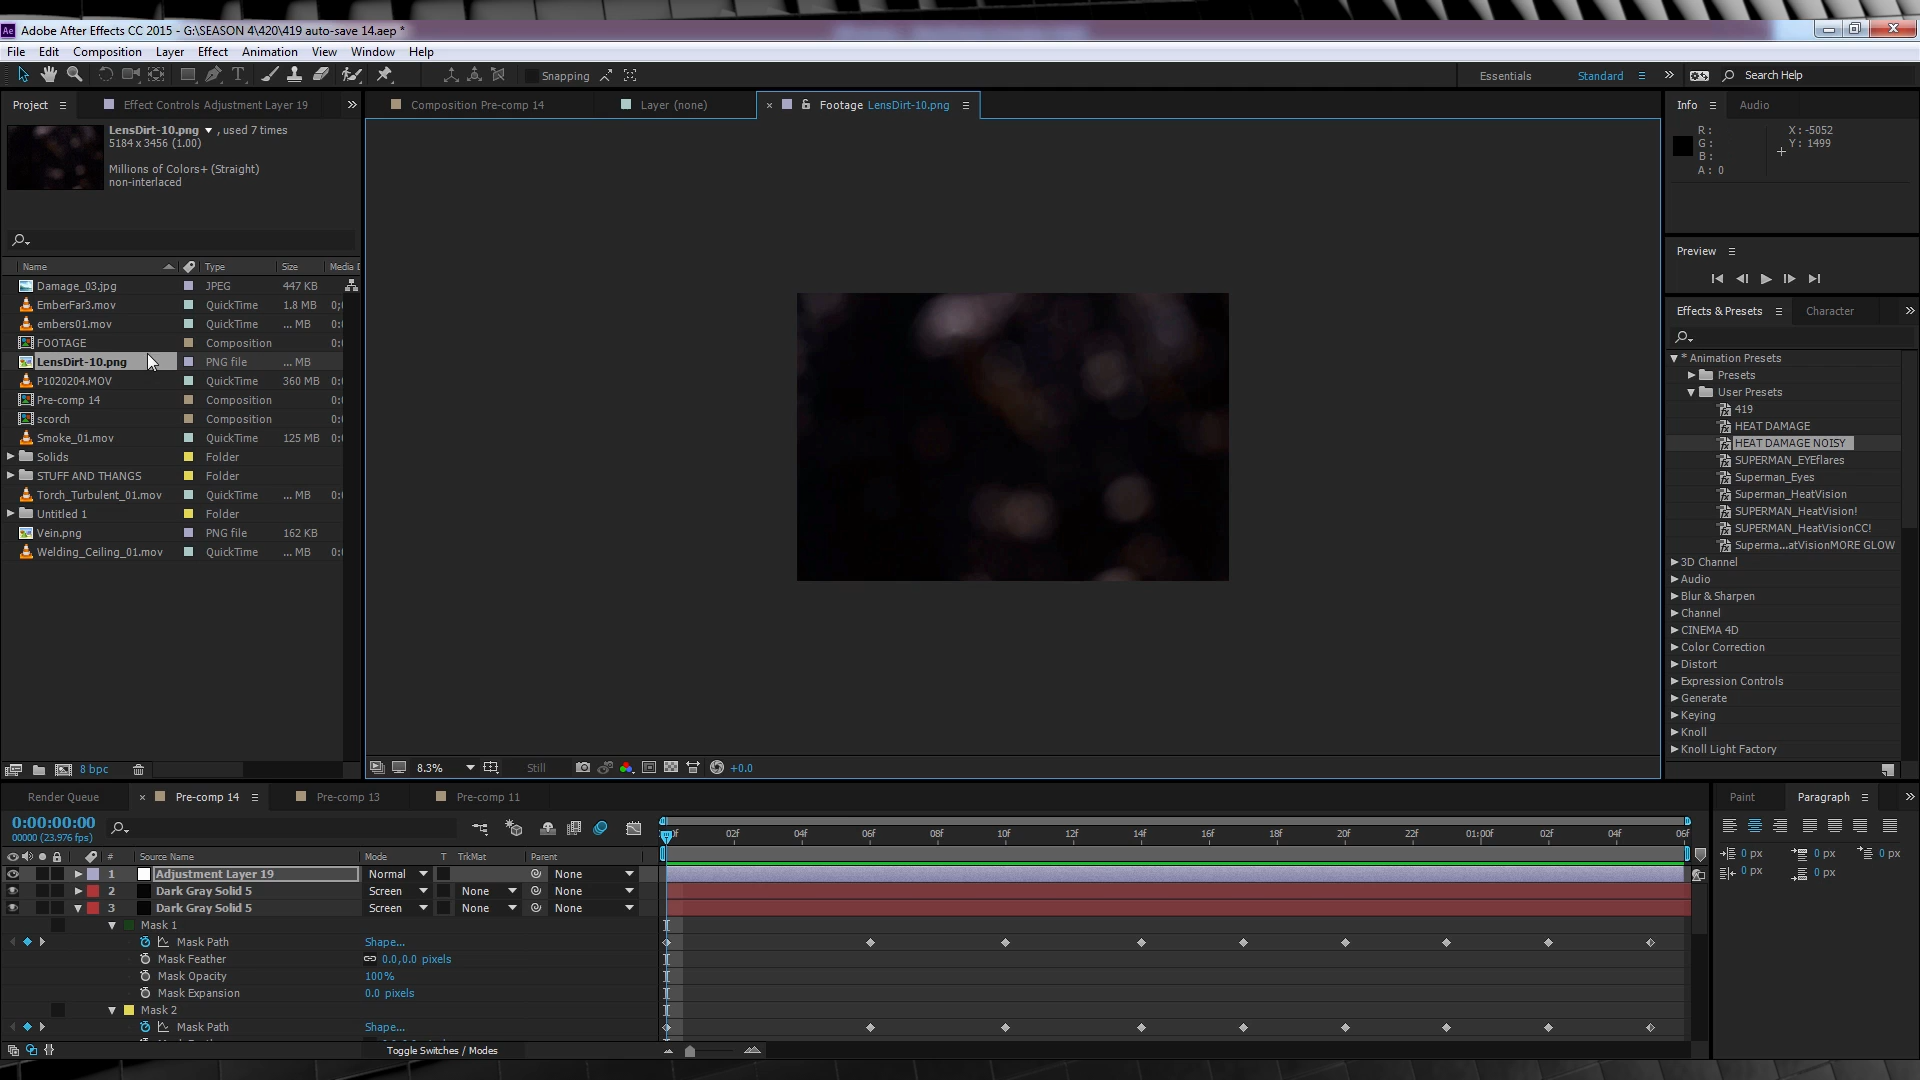 Adobe After Effects CC 2015 - G:\SEASON 4\420\419 auto-save 14.aep *
File Edit Composition Layer Effect Animation View Window Help
Snapping
Essentials Standard Search Help
Project Effect Controls Adjustment Layer 19
Composition Pre-comp 14 Layer (none) Footage LensDirt-10.png
Info Audio
LensDirt-10.png , used 7 times
5184 x 3456 (1.00)
Millions of Colors+ (Straight)
non-interlaced
R : X : -5052
G : Y : 1499
B :
A : 0
Preview
Name Type Size Media D
Damage_03.jpg JPEG 447 KB
EmberFar3.mov QuickTime 1.8 MB
embers01.mov QuickTime ... MB
FOOTAGE Composition
LensDirt-10.png PNG file ... MB
P1020204.MOV QuickTime 360 MB
Pre-comp 14 Composition
scorch Composition
Smoke_01.mov QuickTime 125 MB
Solids Folder
STUFF AND THANGS Folder
Torch_Turbulent_01.mov QuickTime ... MB
Untitled 1 Folder
Vein.png PNG file 162 KB
Welding_Ceiling_01.mov QuickTime ... MB
8 bpc
8.3% Still +0.0
Effects & Presets Character
* Animation Presets
Presets
User Presets
419
HEAT DAMAGE
HEAT DAMAGE NOISY
SUPERMAN_EYEflares
Superman_Eyes
Superman_HeatVision
SUPERMAN_HeatVision!
SUPERMAN_HeatVisionCC!
Superma...atVisionMORE GLOW
3D Channel
Audio
Blur & Sharpen
Channel
CINEMA 4D
Color Correction
Distort
Expression Controls
Generate
Keying
Knoll
Knoll Light Factory
Render Queue Pre-comp 14 Pre-comp 13 Pre-comp 11
0:00:00:00
00000 (23.976 fps)
02f 04f 06f 08f 10f 12f 14f 16f 18f 20f 22f 01:00f 02f 04f 06f
# Source Name Mode T TrkMat Parent
1 Adjustment Layer 19 Normal None
2 Dark Gray Solid 5 Screen None None
3 Dark Gray Solid 5 Screen None None
Mask 1
Mask Path Shape...
Mask Feather 0.0,0.0 pixels
Mask Opacity 100%
Mask Expansion 0.0 pixels
Mask 2
Mask Path Shape...
Toggle Switches / Modes
Paint Paragraph
0 px 0 px 0 px
0 px 0 px